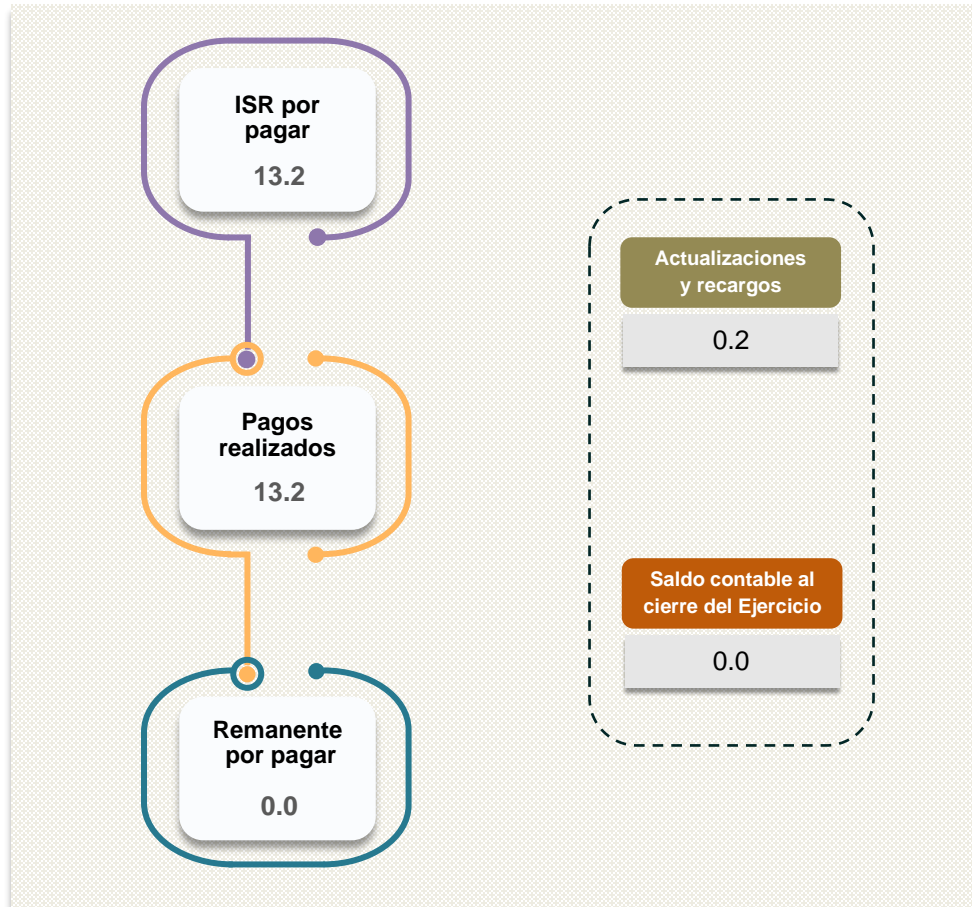 ISR por
pagar
13.2
Pagos
realizados
13.2
Remanente
por pagar
0.0
Actualizaciones
y recargos
0.2
Saldo contable al
cierre del Ejercicio
0.0